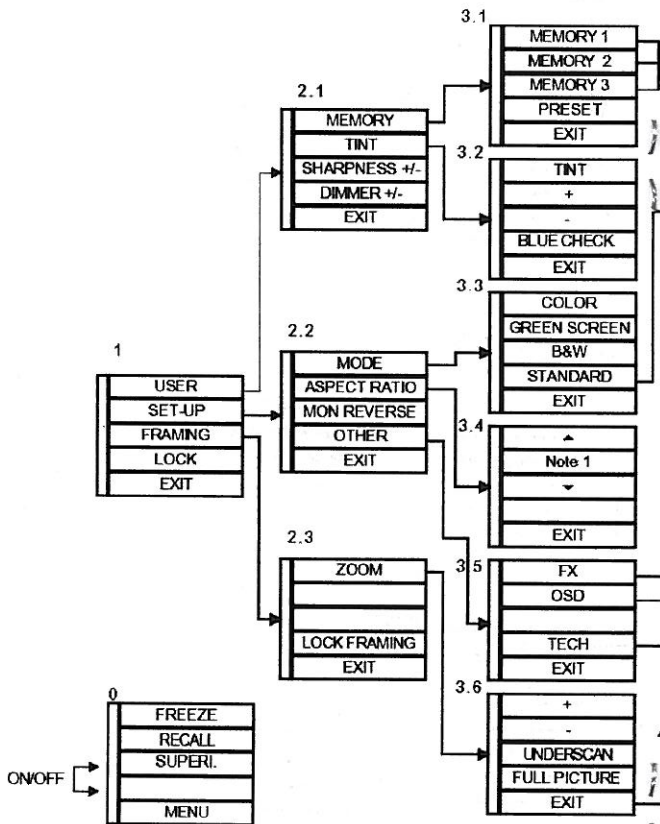 3.1
MEMORY 1
MEMORY 2
MEMORY 3
PRESET
EXIT
2.1
MEMORY
TINT
SHARPNESS +/-
DIMMER +/-
EXIT
3.2
TINT
+
-
BLUE CHECK
EXIT
3.3
COLOR
GREEN SCREEN
B&W
STANDARD
EXIT
1
USER
SET-UP
FRAMING
LOCK
EXIT
2.2
MODE
ASPECT RATIO
MON REVERSE
OTHER
EXIT
3.4
Note 1
EXIT
2.3
ZOOM
LOCK FRAMING
EXIT
3.5
FX
OSD
TECH
EXIT
3.6
+
-
UNDERSCAN
FULL PICTURE
EXIT
0
FREEZE
RECALL
SUPERI.
MENU
ON/OFF